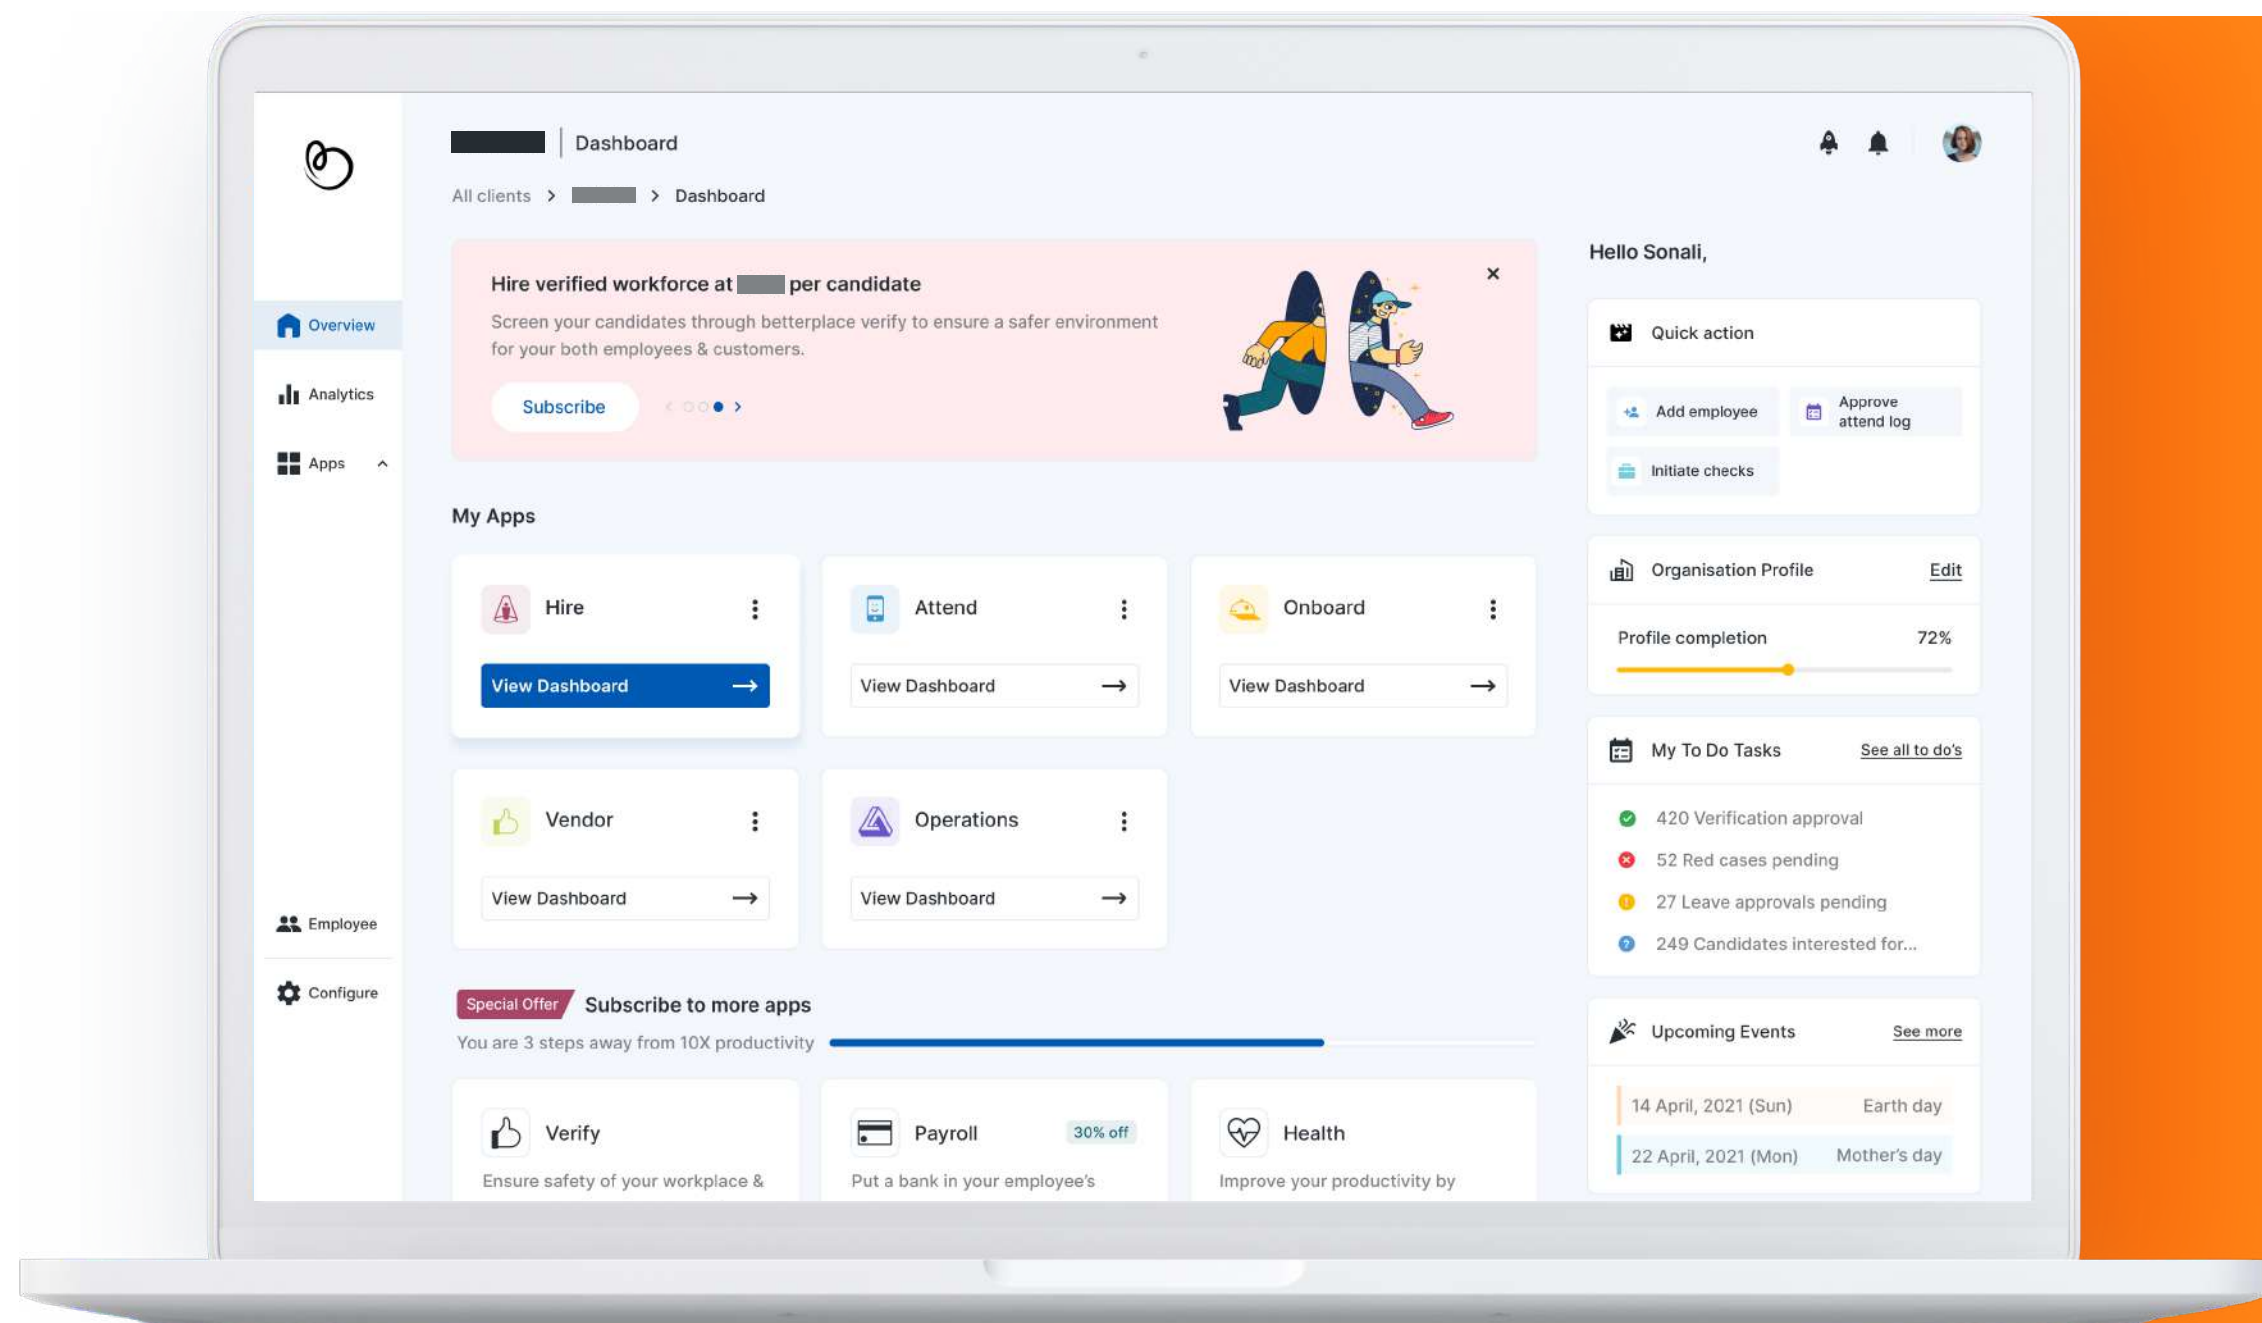 Dashboard
All clients > > Dashboard
Overview
Analytics
Apps
Employee
Configure
Hire verified workforce at per candidate
Screen your candidates through betterplace verify to ensure a safer environment
for your both employees & customers.
Subscribe
My Apps
Hire
View Dashboard
Attend
View Dashboard
Onboard
View Dashboard
Vendor
View Dashboard
Operations
View Dashboard
Special Offer
Subscribe to more apps
You are 3 steps away from 10X productivity
Verify
Ensure safety of your workplace &
Payroll
30% off
Put a bank in your employee's
Health
Improve your productivity by
Hello Sonali,
Quick action
Add employee
Approve
attend log
Initiate checks
Organisation Profile
Edit
Profile completion
72%
My To Do Tasks
See all to do's
420 Verification approval
52 Red cases pending
27 Leave approvals pending
249 Candidates interested for...
Upcoming Events
See more
14 April, 2021 (Sun)
Earth day
22 April, 2021 (Mon)
Mother's day